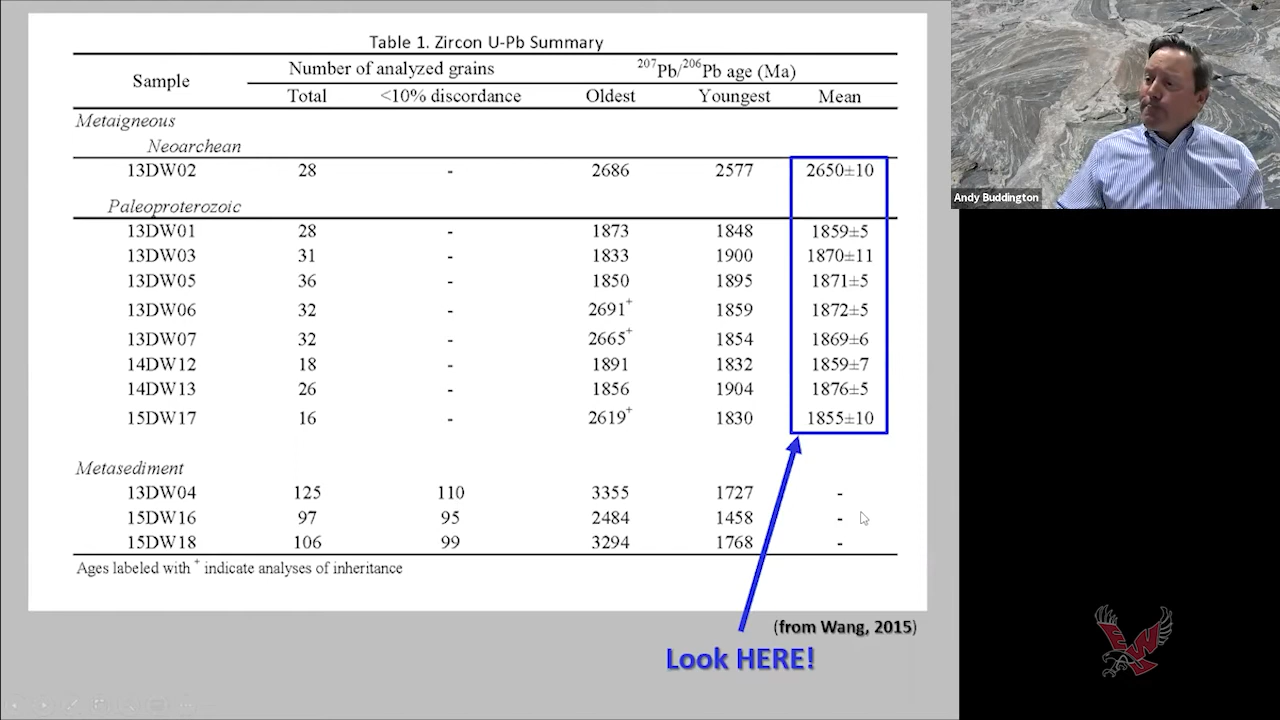 Table 1. Zircon U-Pb Summary
Sample Number of analyzed grains 207Pb/206Pb age (Ma)
Total <10% discordance Oldest Youngest Mean
Metaigneous
Neoarchean
13DW02 28 - 2686 2577 2650±10
Paleoproterozoic
13DW01 28 - 1873 1848 1859±5
13DW03 31 - 1833 1900 1870±11
13DW05 36 - 1850 1895 1871±5
13DW06 32 - 2691+ 1859 1872±5
13DW07 32 - 2665+ 1854 1869±6
14DW12 18 - 1891 1832 1859±7
14DW13 26 - 1856 1904 1876±5
15DW17 16 - 2619+ 1830 1855±10
Metasediment
13DW04 125 110 3355 1727 -
15DW16 97 95 2484 1458 -
15DW18 106 99 3294 1768 -
Ages labeled with + indicate analyses of inheritance
(from Wang, 2015)
Look HERE!
Andy Buddington